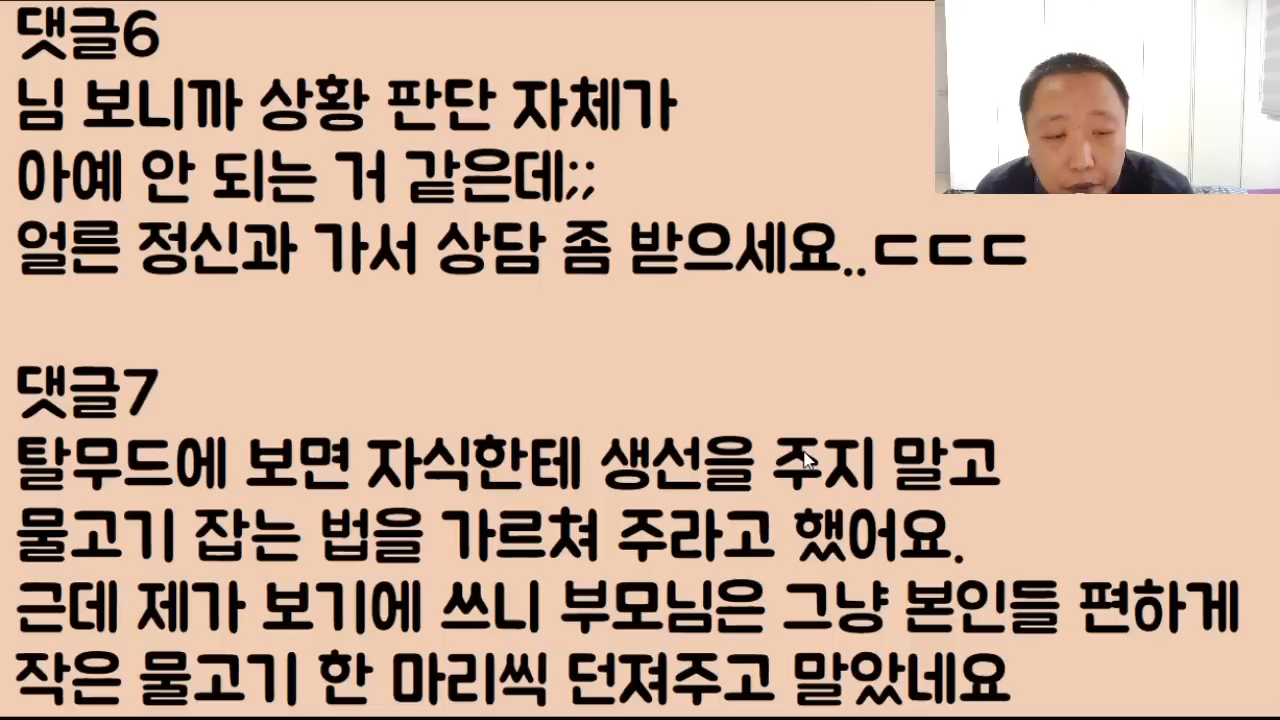 댓글6
님 보니까 상황 판단 자체가
아예 안 되는 거 같은데;;
얼른 정신과 가서 상담 좀 받으세요..ㄷㄷㄷ
댓글7
탈무드에 보면 자식한테 생선을 주지 말고
물고기 잡는 법을 가르쳐 주라고 했어요.
근데 제가 보기에 쓰니 부모님은 그냥 본인들 편하게
작은 물고기 한 마리씩 던져주고 말았네요